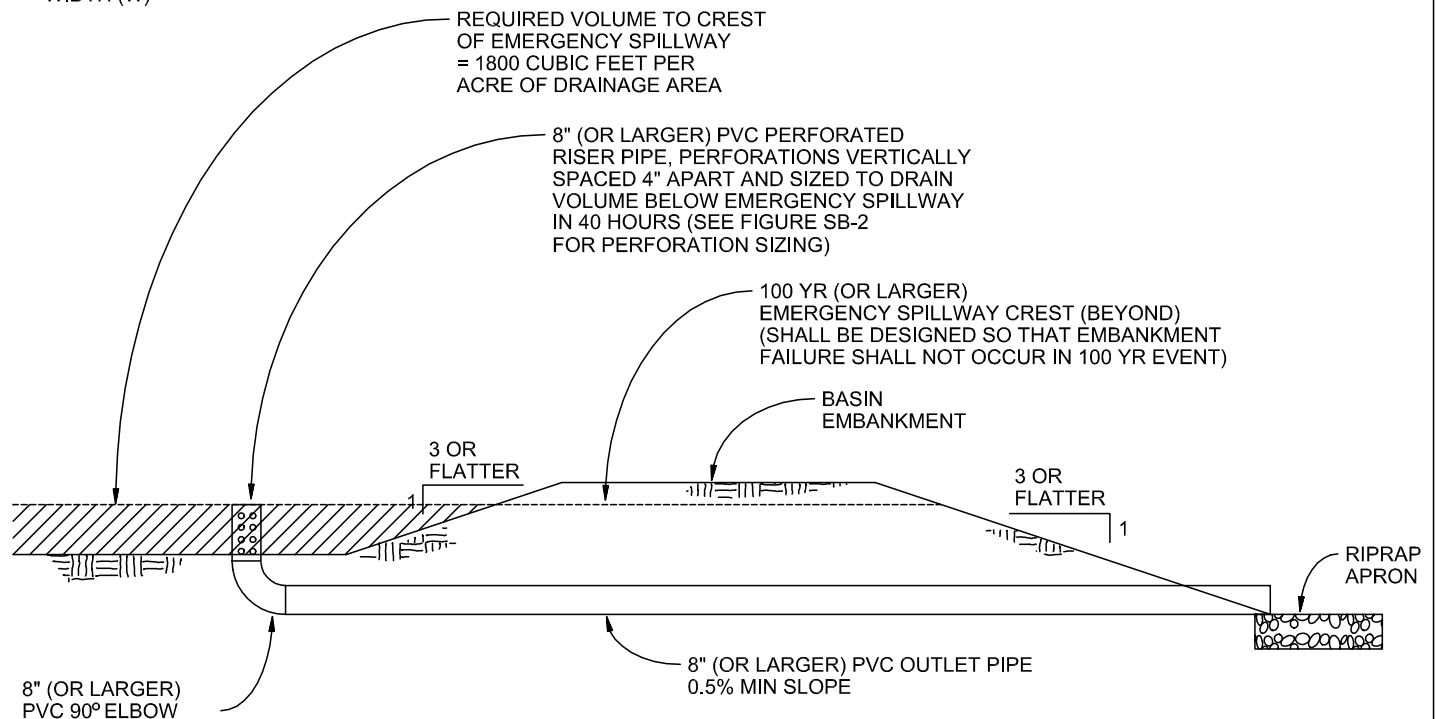 REQUIRED VOLUME TO CREST
OF EMERGENCY SPILLWAY
= 1800 CUBIC FEET PER
ACRE OF DRAINAGE AREA
8" (OR LARGER) PVC PERFORATED
RISER PIPE, PERFORATIONS VERTICALLY
SPACED 4" APART AND SIZED TO DRAIN
VOLUME BELOW EMERGENCY SPILLWAY
IN 40 HOURS (SEE FIGURE SB-2
FOR PERFORATION SIZING)
100 YR (OR LARGER)
EMERGENCY SPILLWAY CREST (BEYOND)
(SHALL BE DESIGNED SO THAT EMBANKMENT
FAILURE SHALL NOT OCCUR IN 100 YR EVENT)
BASIN
EMBANKMENT
3 OR
FLATTER
1
3 OR
FLATTER
1
RIPRAP
APRON
8" (OR LARGER) PVC OUTLET PIPE
0.5% MIN SLOPE
8" (OR LARGER)
PVC 90º ELBOW